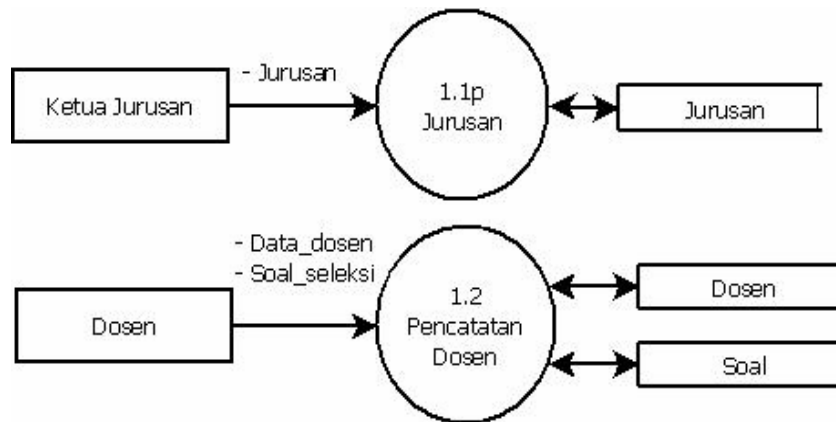 - Jurusan
Ketua Jurusan
1.1p
Jurusan
Jurusan
- Data_dosen
- Soal_seleksi
Dosen
1.2
Pencatatan
Dosen
Dosen
Soal